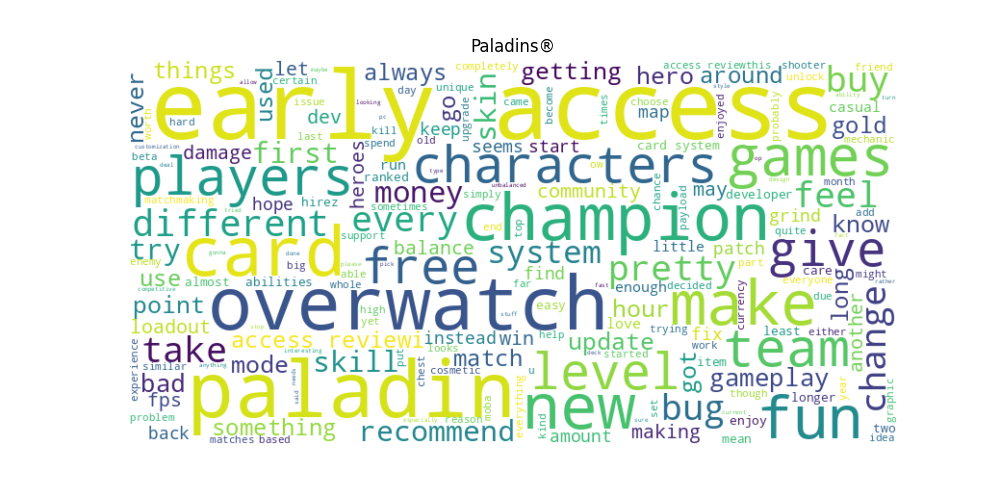 Paladins®
things
let
always
completely
getting
access reviewthis
shooter
friend
never
early access
used
day
unique
skin
hero
around
unlock
buy
certain
allow
looking
go
upgrade
came
become
times
choose
map
enjoyed
style
probably
casual
worth
issue
dev
hard
last
kill
pc
keep
old
spend
seems
start
card system
gold
mechanic
customization
beta
deal
damage
first
heroes
run
ranked
type
characters
ow
games
players
matchmaking
hope
hirez
money
sometimes
simply
unbalanced
community
chance
payload
may
developer
month
feel
different
tried
every
champion
end
top
grind
add
quite
know
try
card
support
balance
system
little
patch
give
enemy
big
able
please
free
find
far
fast
pretty
part
everyone
care
might
rather
use
almost
abilities
whole
pick
enough
decided
currency
due
long
change
competitive
point
overwatch
high
yet
easy
stuff
hour
love
make
another
loadout
access reviewi
instead
win
help
update
trying
fix
work
least
either
team
take
experience
similar
interesting
anything
mode
skill
looks
put
chest
match
cosmetic
deck
started
got
item
gameplay
year
graphic
bad
fps
paladin
u
level
though
longer
problem
something
said
especially
reason
moba
everything
new
kind
set
bug
current
enjoy
fun
two
idea
back
matches
based
recommend
amount
sure
making
mean